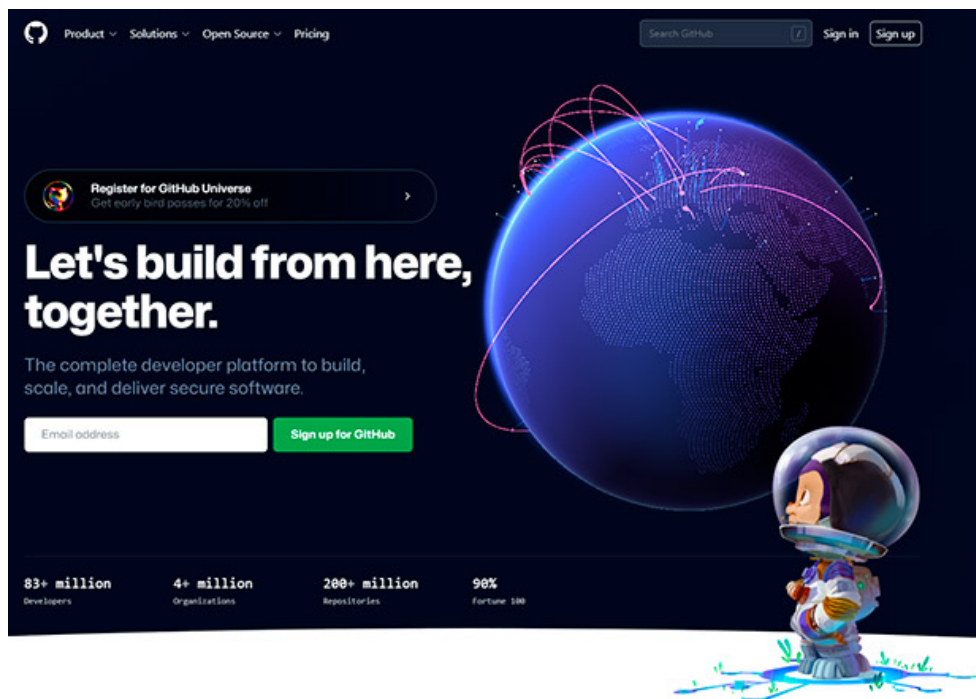 Product Solutions Open Source Pricing Search GitHub / Sign in Sign up
Register for GitHub Universe
Get early bird passes for 20% off
Let's build from here,
together.
The complete developer platform to build,
scale, and deliver secure software.
Email address Sign up for GitHub
83+ million 4+ million 200+ million 90%
Developers Organizations Repositories Fortune 100